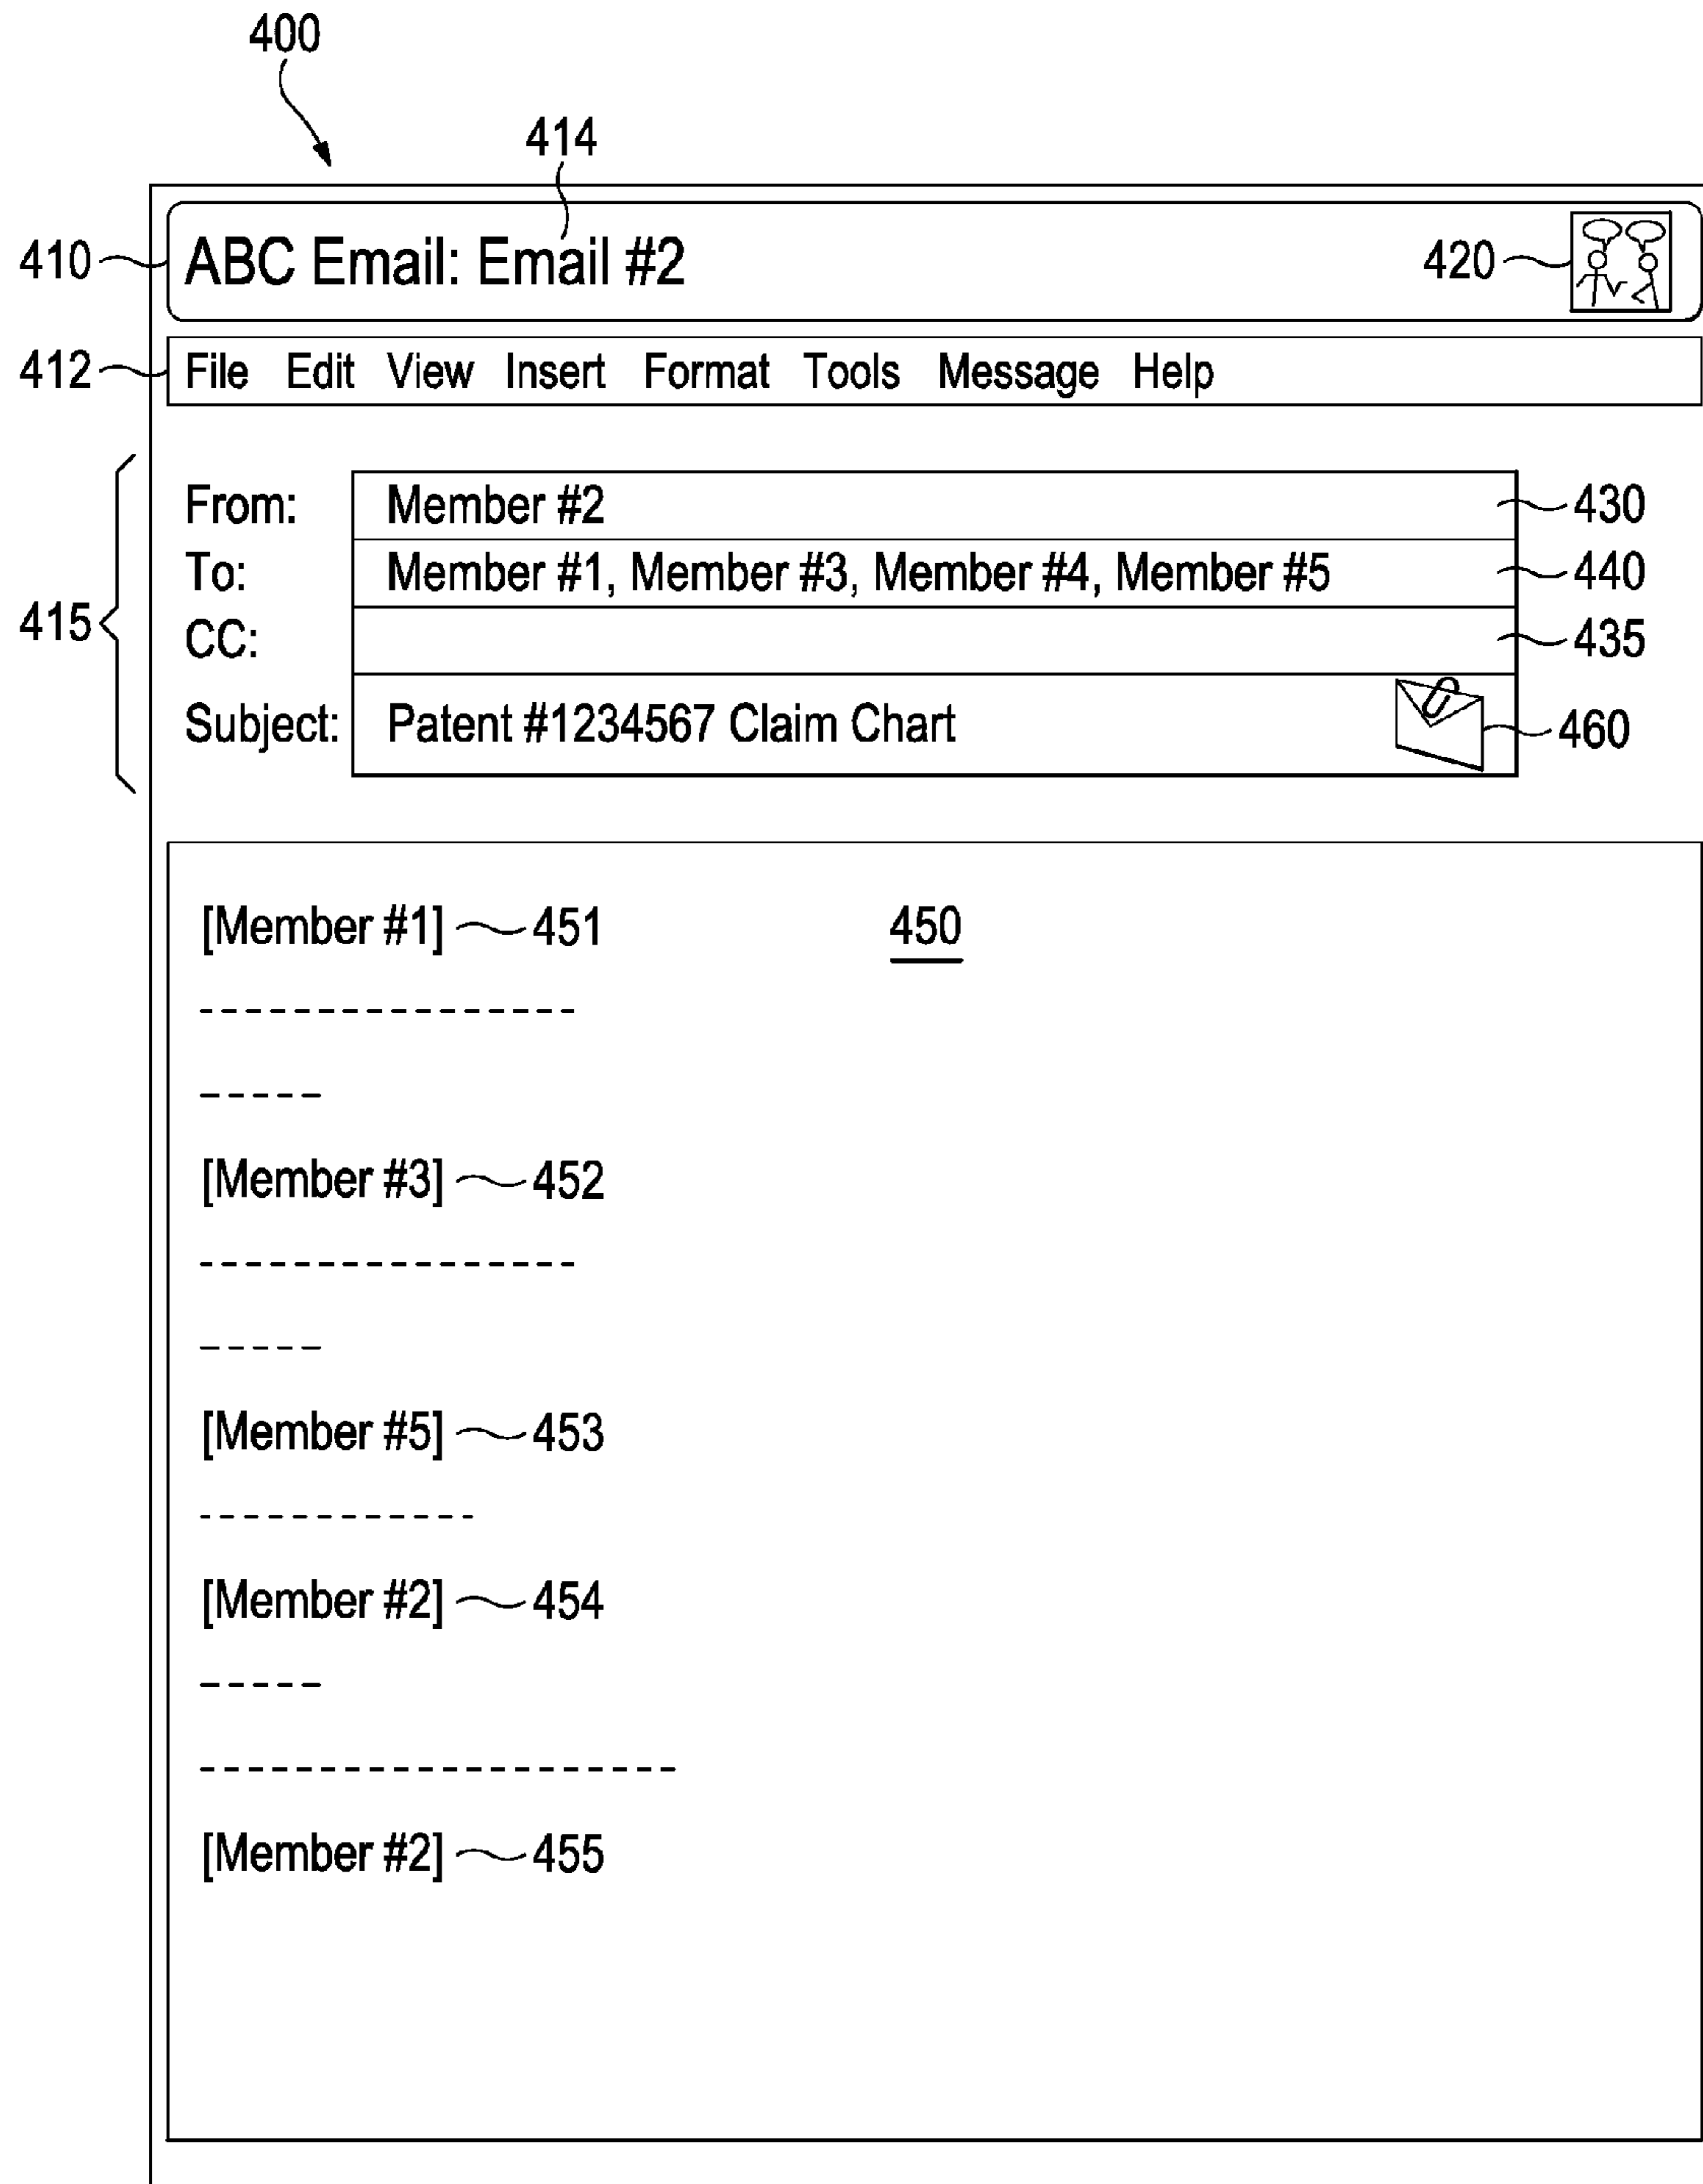 400
414
410 ABC Email: Email #2 420
412 File Edit View Insert Format Tools Message Help
From: Member #2 430
To: Member #1, Member #3, Member #4, Member #5 440
415 CC: 435
Subject: Patent #1234567 Claim Chart 460
[Member #1] 451 450
[Member #3] 452
[Member #5] 453
[Member #2] 454
[Member #2] 455